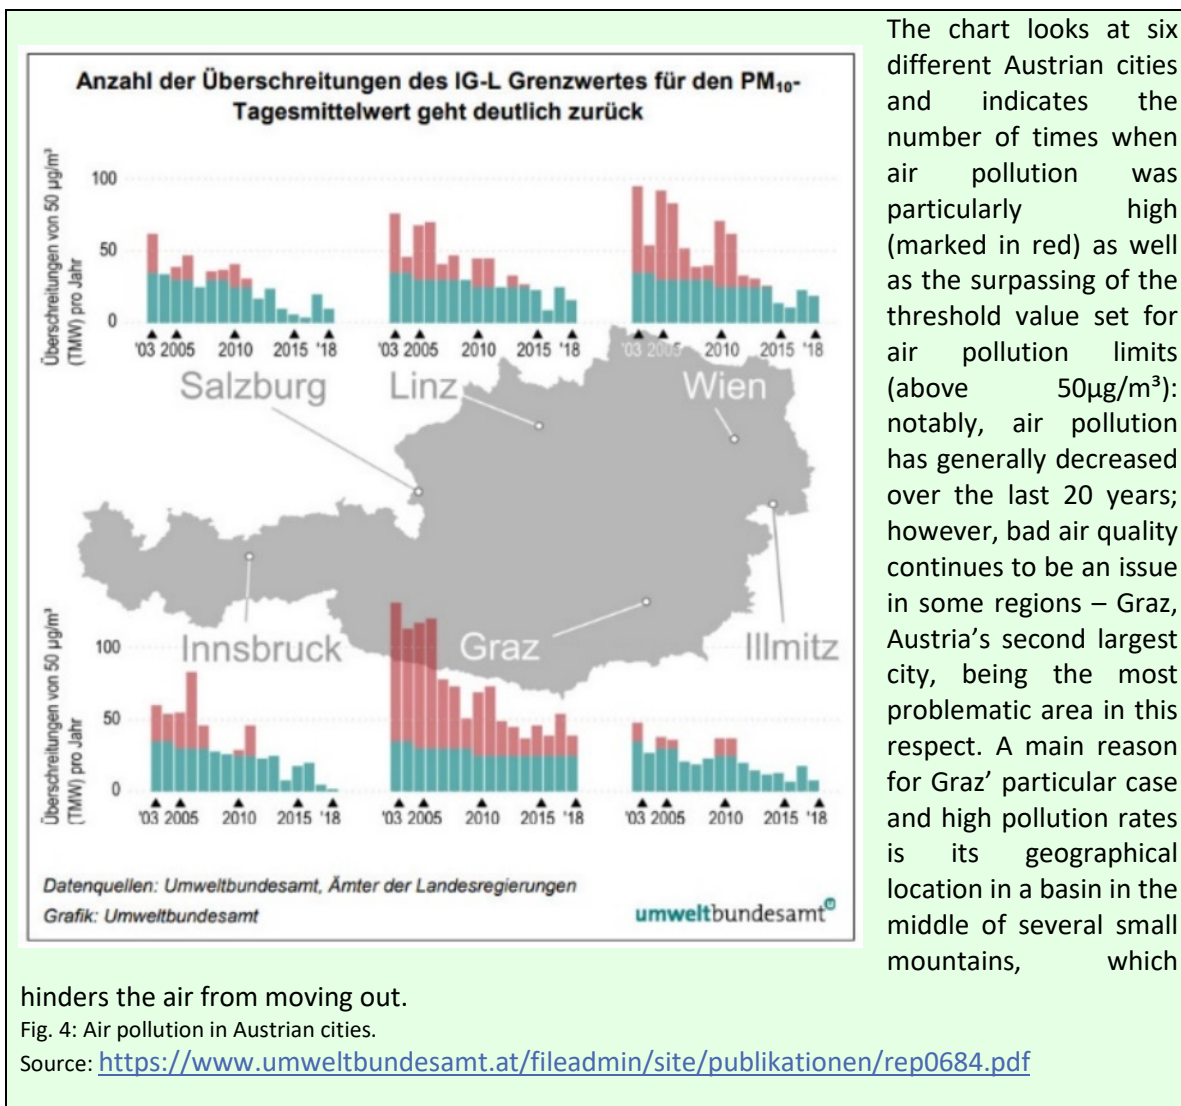 Anzahl der Überschreitungen des IG-L Grenzwertes für den PM₁₀-
Tagesmittelwert geht deutlich zurück
Überschreitungen von 50 µg/m³
(TMW) pro Jahr
100
50
0
'03 2005 2010 2015 '18
'03 2005 2010 2015 '18
'03 2005 2010 2015 '18
Salzburg
Linz
Wien
Innsbruck
Graz
Illmitz
Überschreitungen von 50 µg/m³
(TMW) pro Jahr
100
50
0
'03 2005 2010 2015 '18
'03 2005 2010 2015 '18
'03 2005 2010 2015 '18
Datenquellen: Umweltbundesamt, Ämter der Landesregierungen
Grafik: Umweltbundesamt
umweltbundesamt
The chart looks at six
different Austrian cities
and indicates the
number of times when
air pollution was
particularly high
(marked in red) as well
as the surpassing of the
threshold value set for
air pollution limits
(above 50µg/m³):
notably, air pollution
has generally decreased
over the last 20 years;
however, bad air quality
continues to be an issue
in some regions – Graz,
Austria’s second largest
city, being the most
problematic area in this
respect. A main reason
for Graz’ particular case
and high pollution rates
is its geographical
location in a basin in the
middle of several small
mountains, which
hinders the air from moving out.
Fig. 4: Air pollution in Austrian cities.
Source: https://www.umweltbundesamt.at/fileadmin/site/publikationen/rep0684.pdf